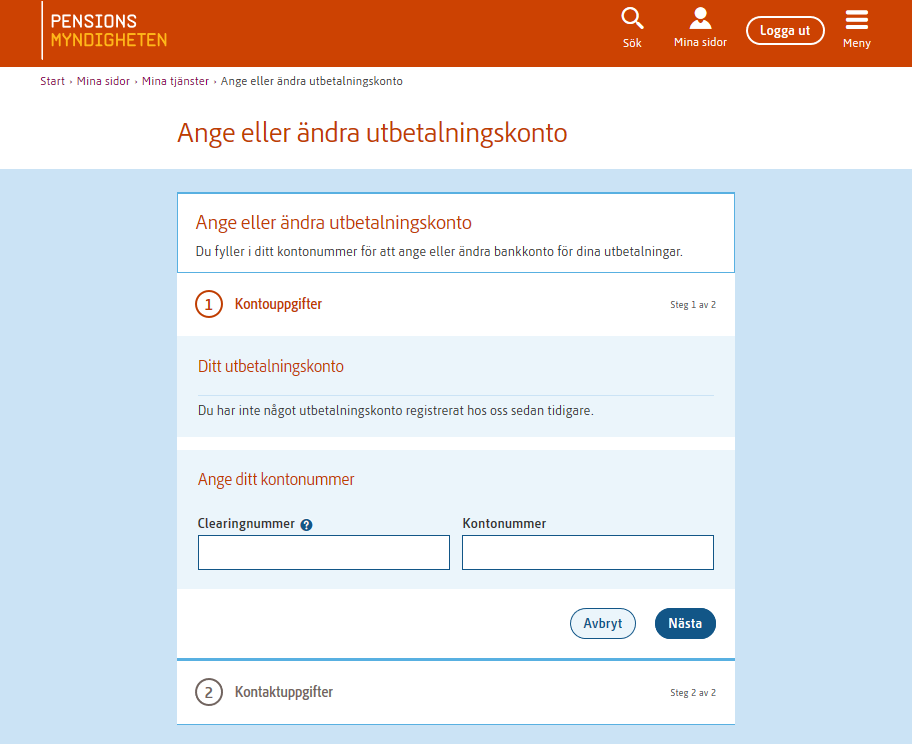 PENSIONS
MYNDIGHETEN
Sök
Mina sidor
Logga ut
Meny
Start › Mina sidor › Mina tjänster › Ange eller ändra utbetalningskonto
Ange eller ändra utbetalningskonto
Ange eller ändra utbetalningskonto
Du fyller i ditt kontonummer för att ange eller ändra bankkonto för dina utbetalningar.
1 Kontouppgifter Steg 1 av 2
Ditt utbetalningskonto
Du har inte något utbetalningskonto registrerat hos oss sedan tidigare.
Ange ditt kontonummer
Clearingnummer ? Kontonummer
Avbryt Nästa
2 Kontaktuppgifter Steg 2 av 2